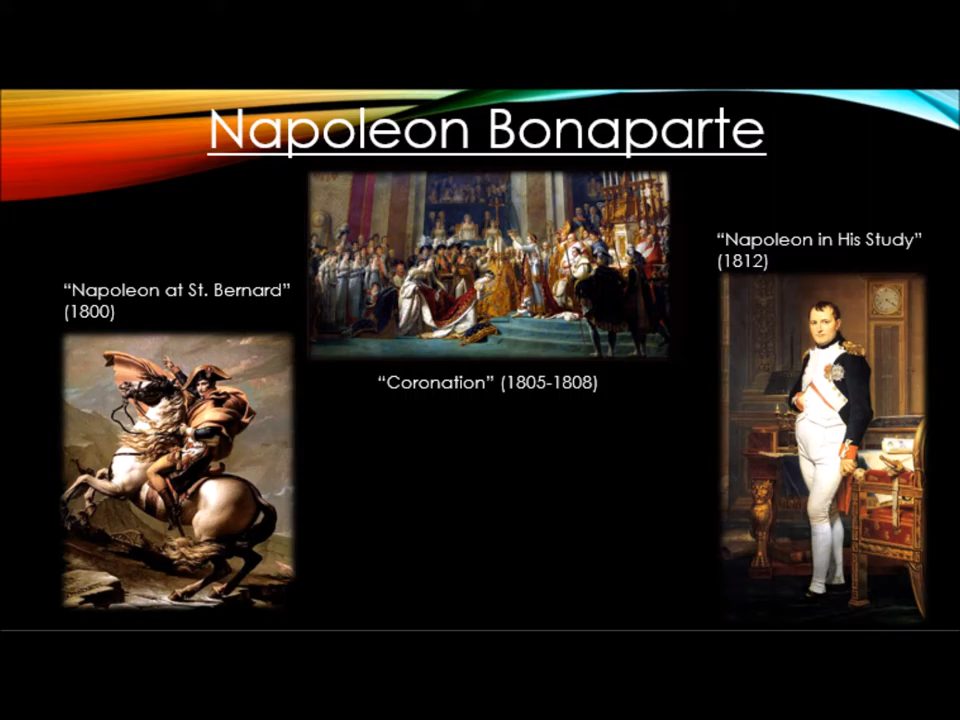 Napoleon Bonaparte
“Napoleon at St. Bernard”
(1800)
“Coronation” (1805-1808)
“Napoleon in His Study”
(1812)